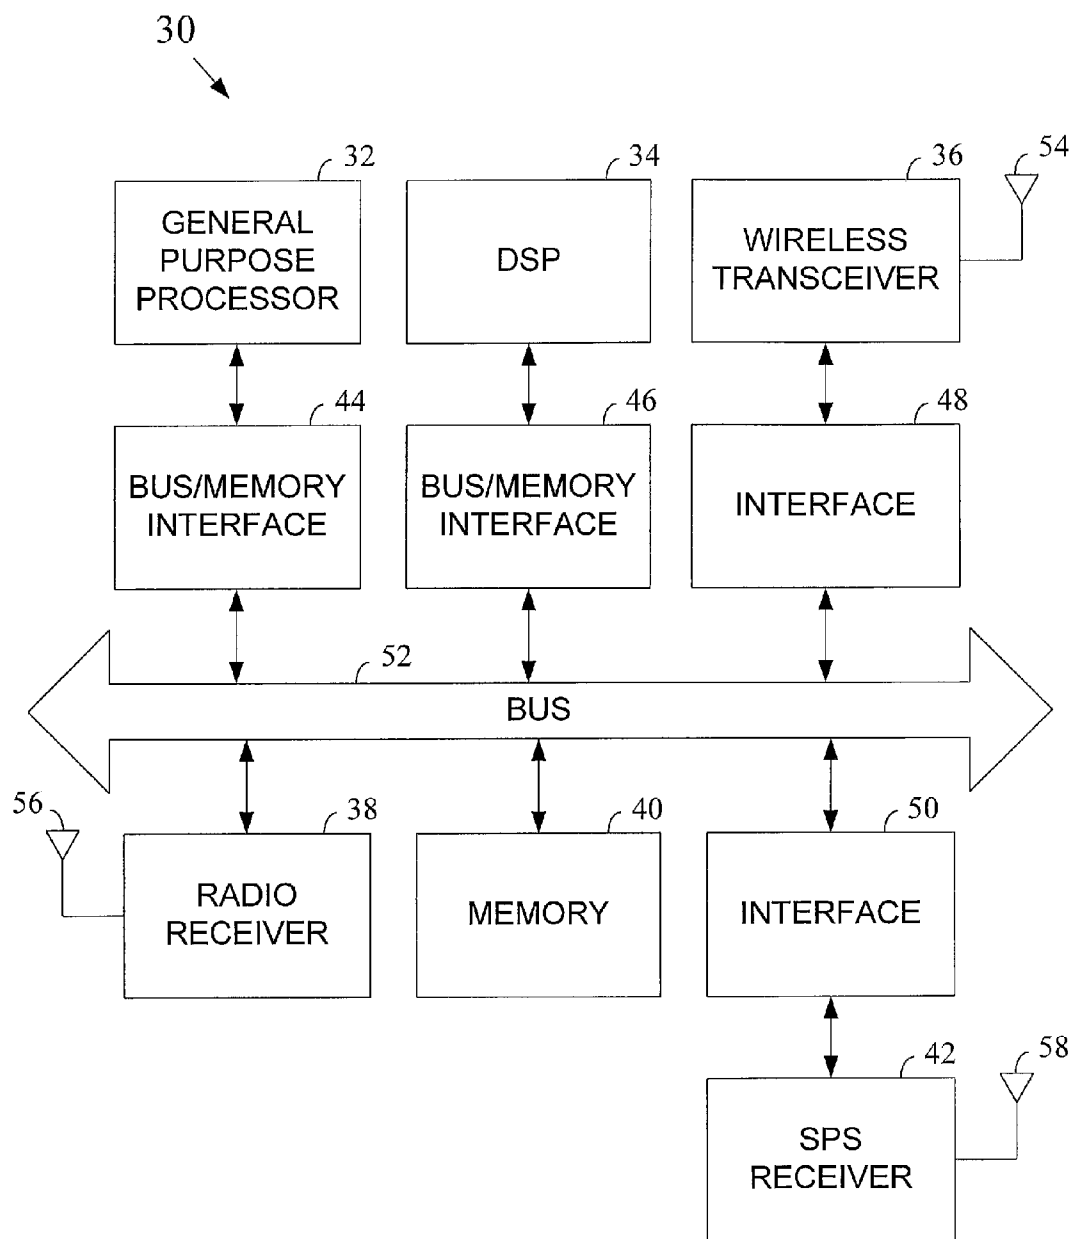 30
32
34
36
54
GENERAL
PURPOSE
PROCESSOR
DSP
WIRELESS
TRANSCEIVER
44
46
48
BUS/MEMORY
INTERFACE
BUS/MEMORY
INTERFACE
INTERFACE
52
BUS
56
38
40
50
RADIO
RECEIVER
MEMORY
INTERFACE
42
58
SPS
RECEIVER